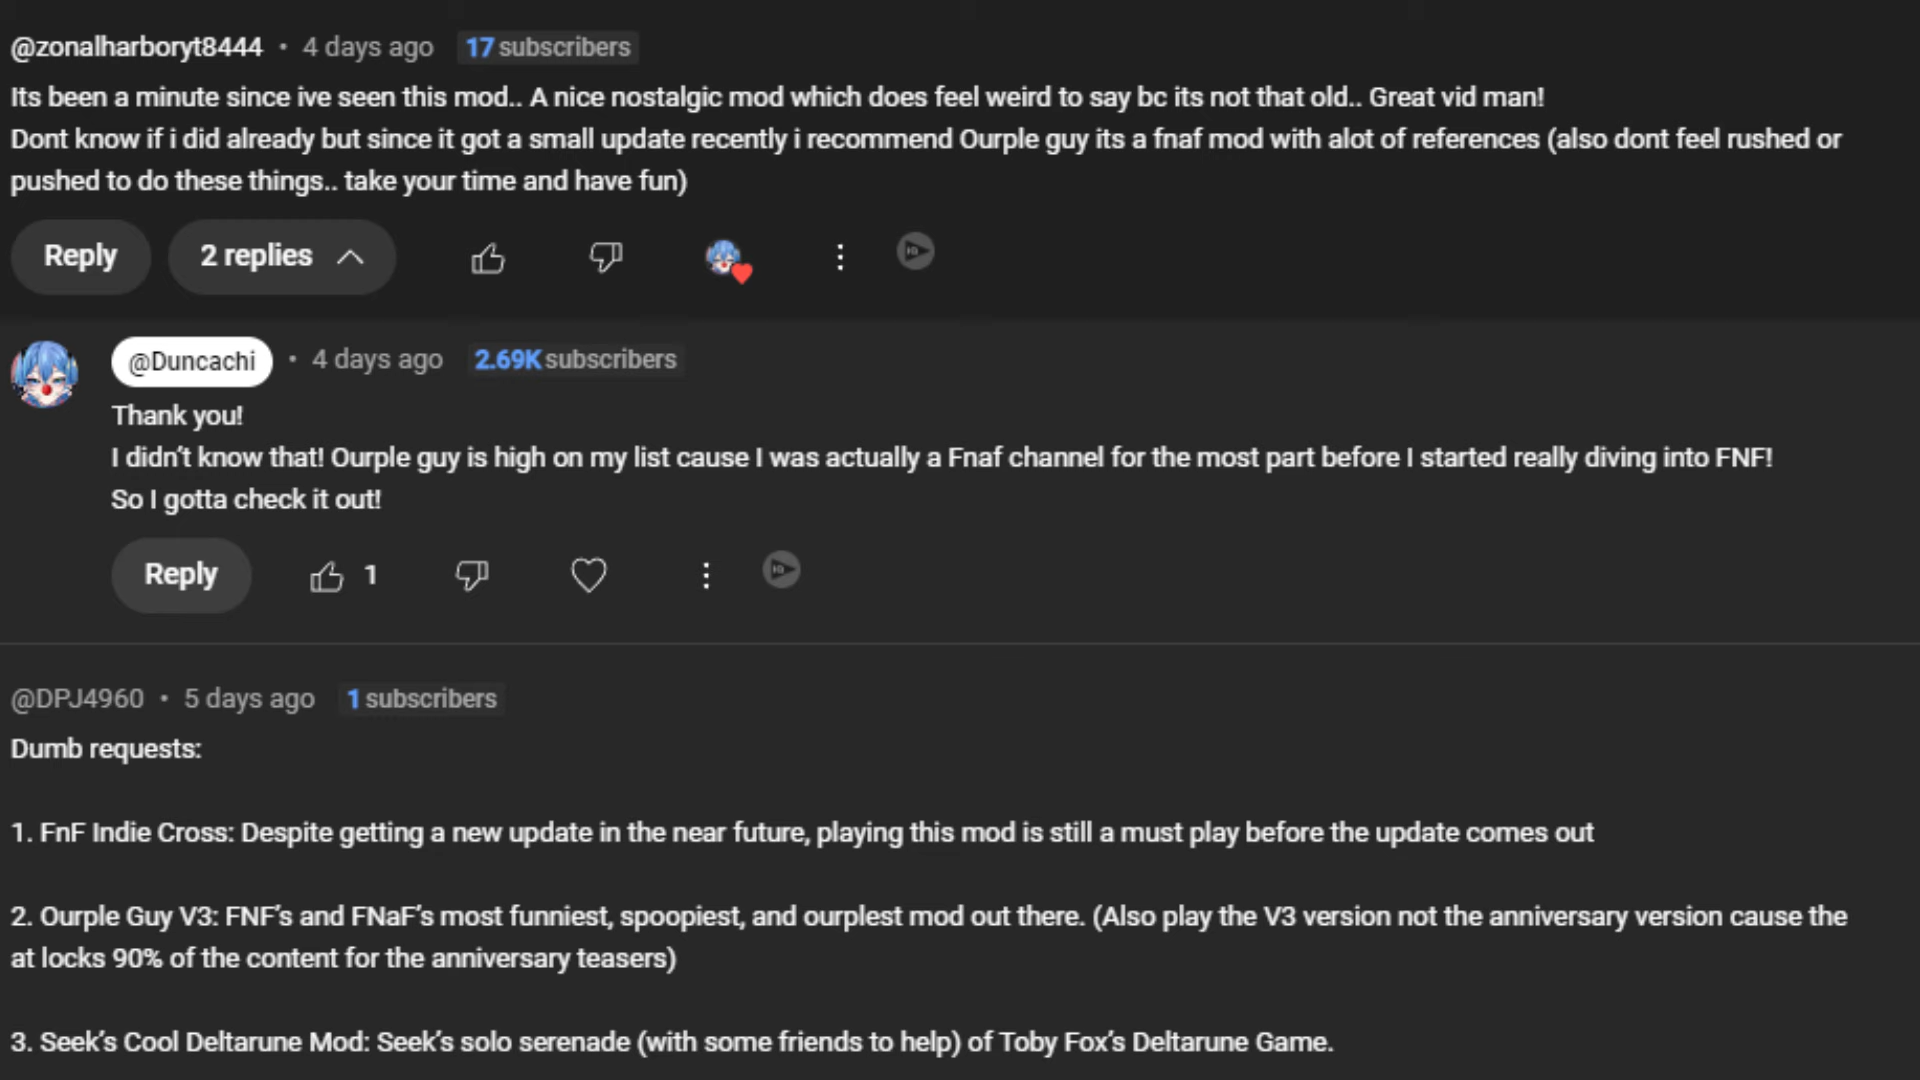 @zonalharboryt8444 • 4 days ago 17 subscribers
Its been a minute since ive seen this mod.. A nice nostalgic mod which does feel weird to say bc its not that old.. Great vid man!
Dont know if i did already but since it got a small update recently i recommend Ourple guy its a fnaf mod with alot of references (also dont feel rushed or
pushed to do these things.. take your time and have fun)
Reply 2 replies
@Duncachi • 4 days ago 2.69K subscribers
Thank you!
I didn't know that! Ourple guy is high on my list cause I was actually a Fnaf channel for the most part before I started really diving into FNF!
So I gotta check it out!
Reply 1
@DPJ4960 • 5 days ago 1 subscribers
Dumb requests:
1. FnF Indie Cross: Despite getting a new update in the near future, playing this mod is still a must play before the update comes out
2. Ourple Guy V3: FNF's and FNaF's most funniest, spoopiest, and ourplest mod out there. (Also play the V3 version not the anniversary version cause the
at locks 90% of the content for the anniversary teasers)
3. Seek's Cool Deltarune Mod: Seek's solo serenade (with some friends to help) of Toby Fox's Deltarune Game.